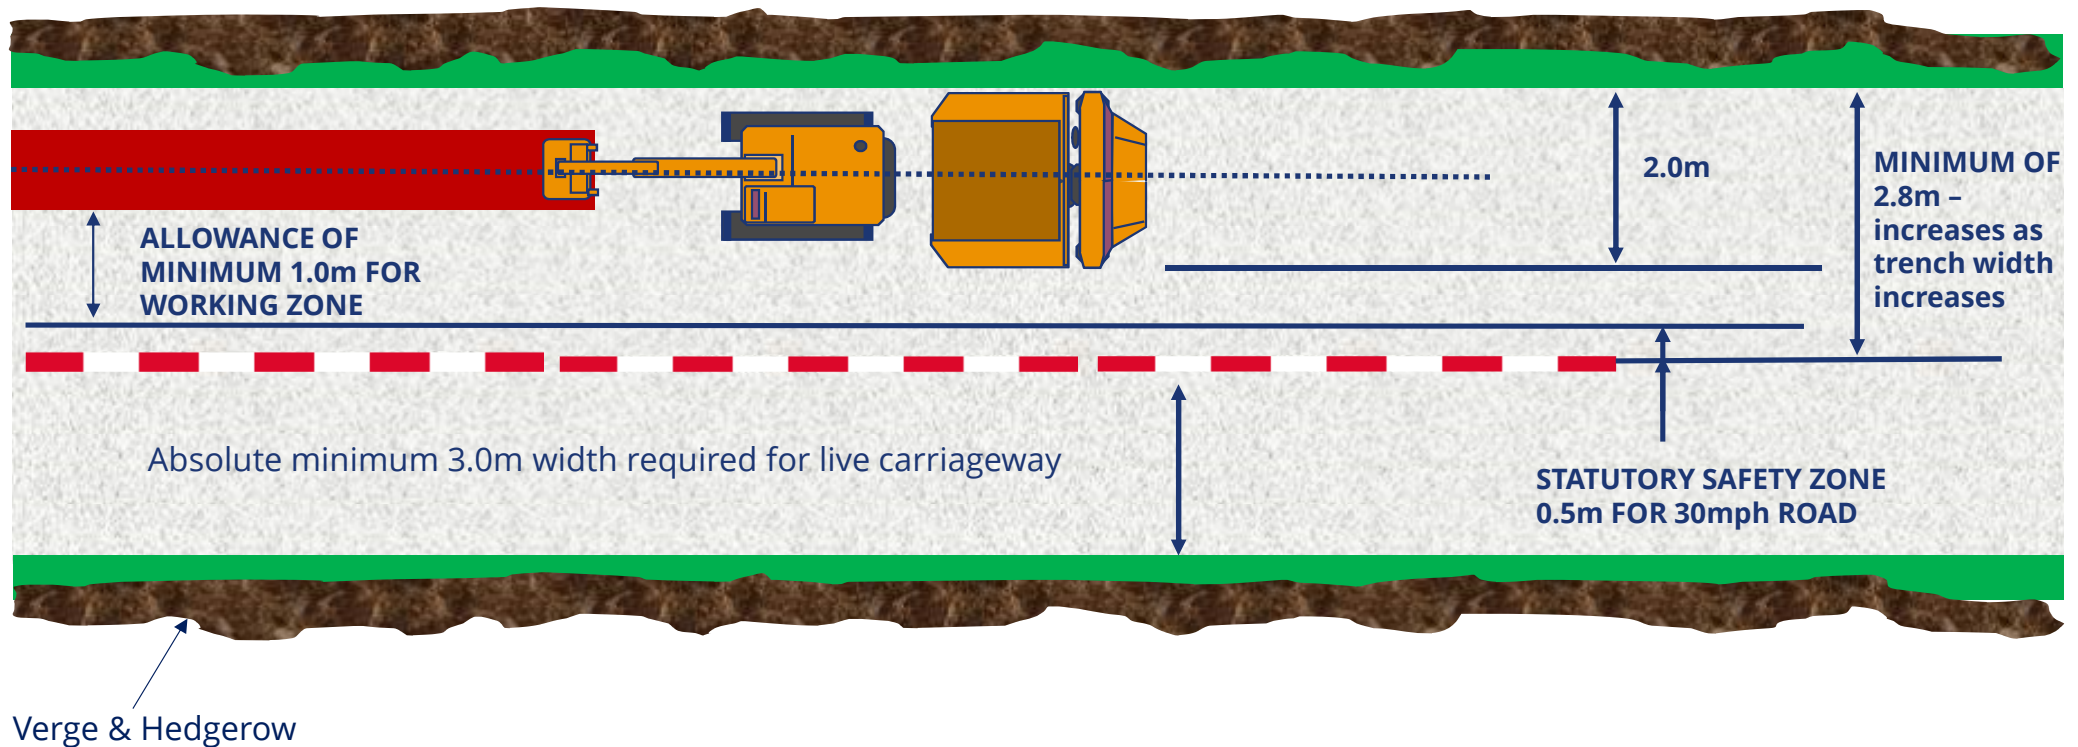 2.0m
MINIMUM OF
2.8m –
increases as
trench width
increases
ALLOWANCE OF
MINIMUM 1.0m FOR
WORKING ZONE
Absolute minimum 3.0m width required for live carriageway
STATUTORY SAFETY ZONE
0.5m FOR 30mph ROAD
Verge & Hedgerow